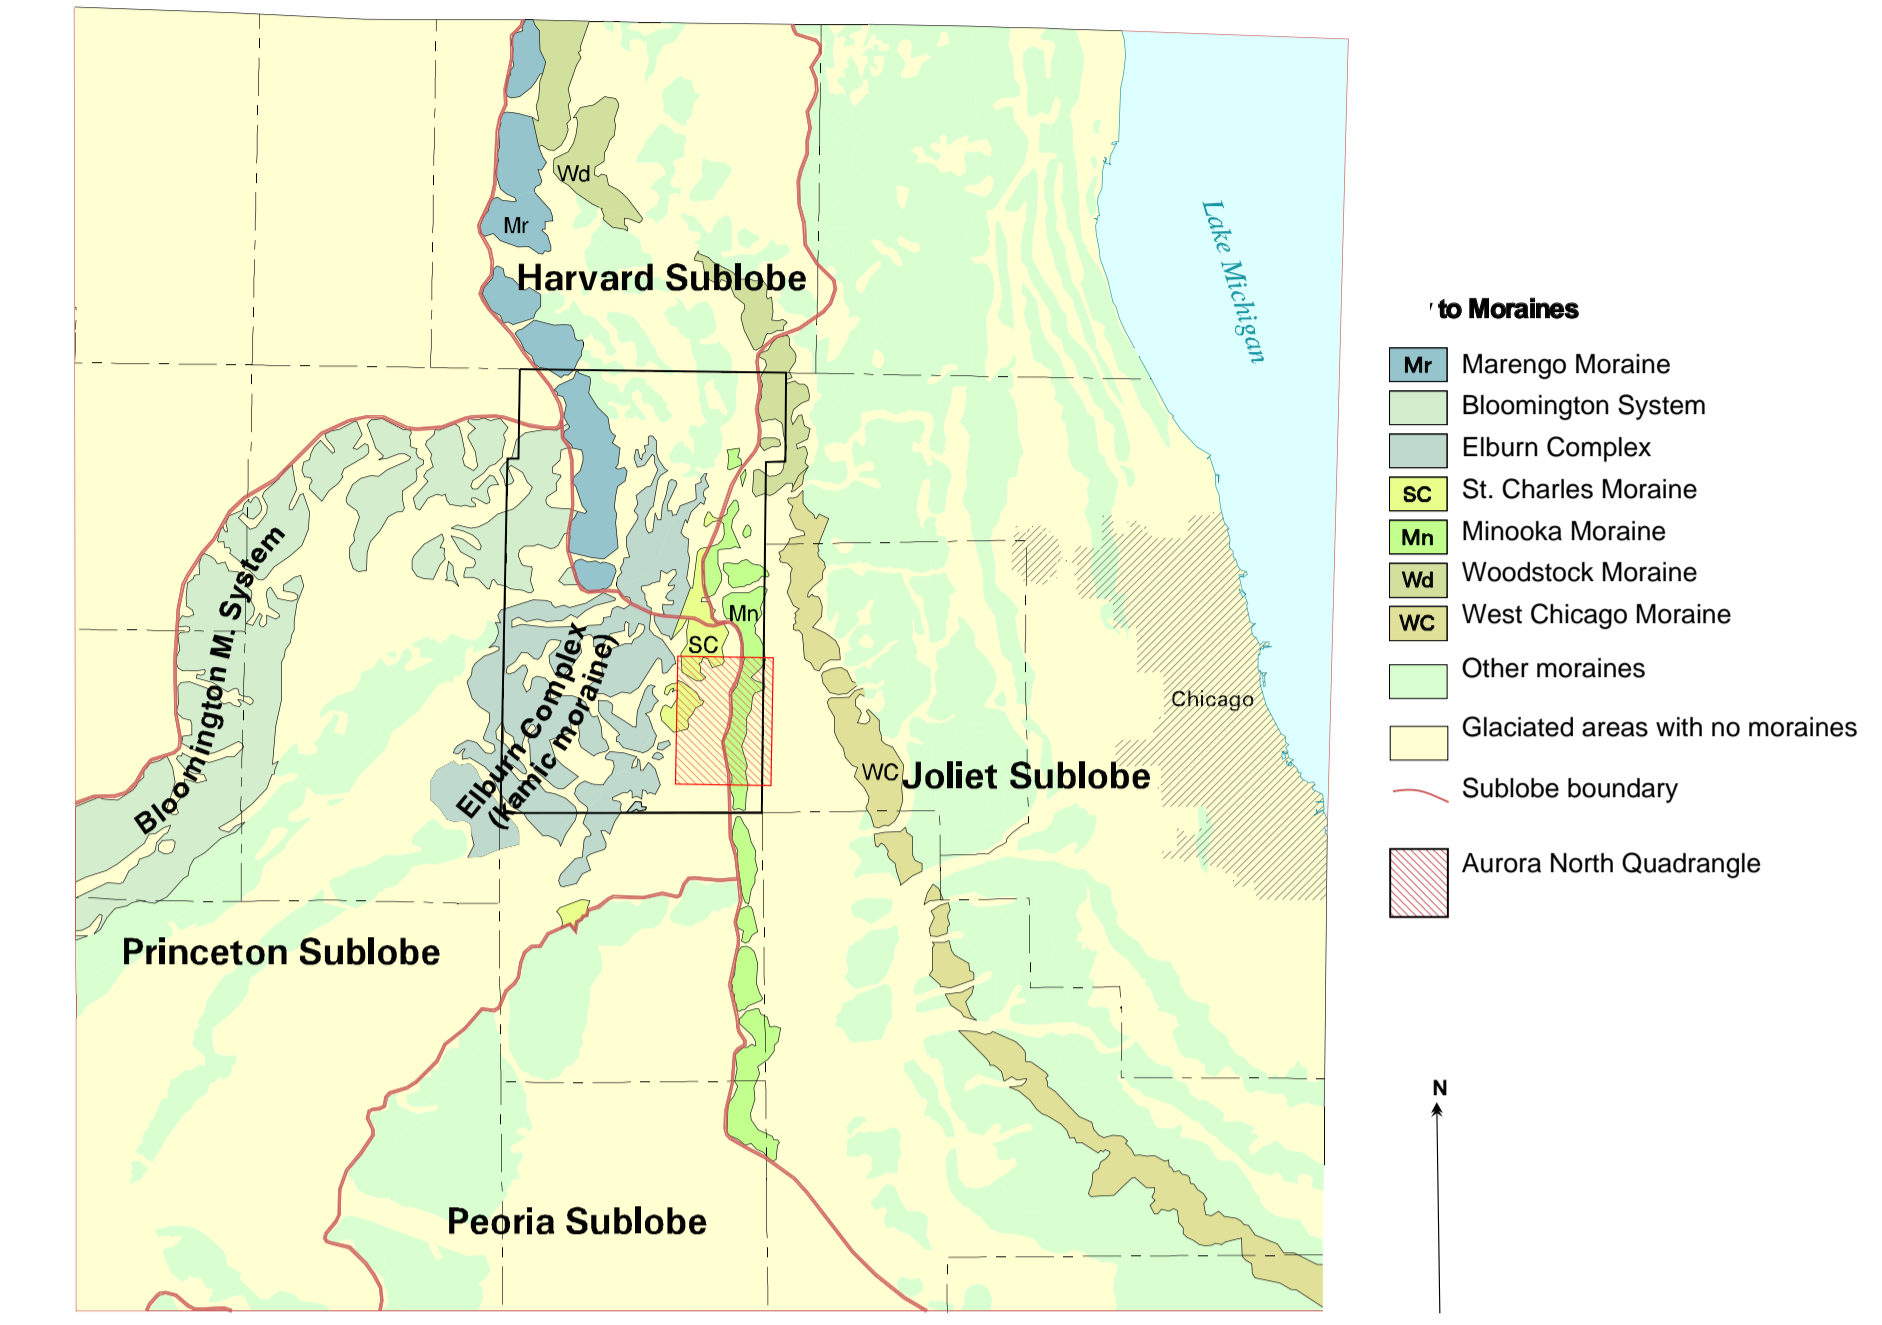 Wd
Mr
Harvard Sublobe
Lake Michigan
Bloomington M. System
Mn
SC
Elburn Complex
(kamic moraine)
Chicago
WC
Joliet Sublobe
Princeton Sublobe
Peoria Sublobe
to Moraines
Mr Marengo Moraine
Bloomington System
Elburn Complex
SC St. Charles Moraine
Mn Minooka Moraine
Wd Woodstock Moraine
WC West Chicago Moraine
Other moraines
Glaciated areas with no moraines
Sublobe boundary
Aurora North Quadrangle
N